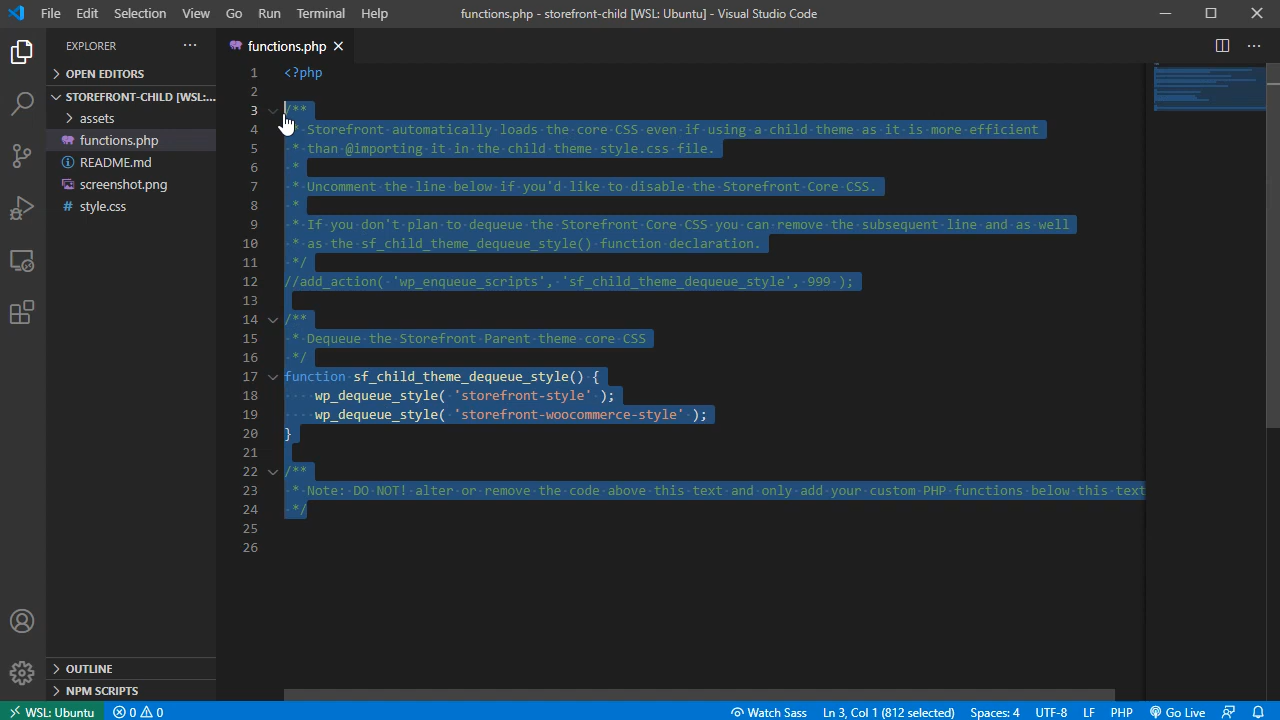 File Edit Selection View Go Run Terminal Help
functions.php - storefront-child [WSL: Ubuntu] - Visual Studio Code
EXPLORER
OPEN EDITORS
STOREFRONT-CHILD [WSL:...
assets
functions.php
README.md
screenshot.png
style.css
OUTLINE
NPM SCRIPTS
functions.php
1 <?php
2
3 /**
4 * Storefront automatically loads the core CSS even if using a child theme as it is more efficient
5 * than @importing it in the child theme style.css file.
6 *
7 * Uncomment the line below if you'd like to disable the Storefront Core CSS.
8 *
9 * If you don't plan to dequeue the Storefront Core CSS you can remove the subsequent line and as well
10 * as the sf_child_theme_dequeue_style() function declaration.
11 */
12 //add_action( 'wp_enqueue_scripts', 'sf_child_theme_dequeue_style', 999 );
13
14 /**
15 * Dequeue the Storefront Parent theme core CSS
16 */
17 function sf_child_theme_dequeue_style() {
18 wp_dequeue_style( 'storefront-style' );
19 wp_dequeue_style( 'storefront-woocommerce-style' );
20 }
21
22 /**
23 * Note: DO NOT! alter or remove the code above this text and only add your custom PHP functions below this text
24 */
25
26
WSL: Ubuntu 0 0 Watch Sass Ln 3, Col 1 (812 selected) Spaces: 4 UTF-8 LF PHP Go Live